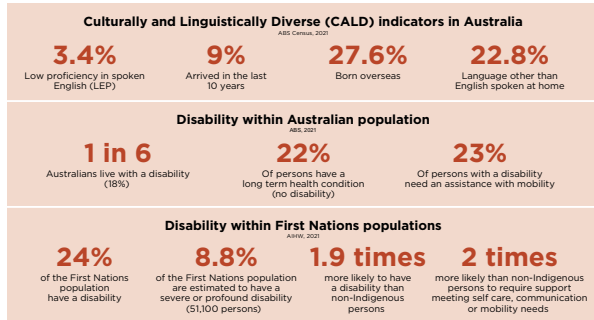 Culturally and Linguistically Diverse (CALD) indicators in Australia
ABS Census, 2021
3.4%
Low proficiency in spoken
English (LEP)
9%
Arrived in the last
10 years
27.6%
Born overseas
22.8%
Language other than
English spoken at home
Disability within Australian population
ABS, 2021
1 in 6
Australians live with a disability
(18%)
22%
Of persons have a
long term health condition
(no disability)
23%
Of persons with a disability
need an assistance with mobility
Disability within First Nations populations
AIHW, 2021
24%
of the First Nations
population
have a disability
8.8%
of the First Nations population
are estimated to have a
severe or profound disability
(51,100 persons)
1.9 times
more likely to have
a disability than
non-Indigenous
persons
2 times
more likely than non-Indigenous
persons to require support
meeting self care, communication
or mobility needs